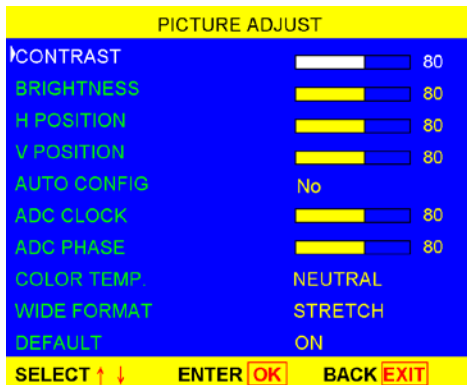 PICTURE ADJUST
CONTRAST 80
BRIGHTNESS 80
H POSITION 80
V POSITION 80
AUTO CONFIG No
ADC CLOCK 80
ADC PHASE 80
COLOR TEMP. NEUTRAL
WIDE FORMAT STRETCH
DEFAULT ON
SELECT ↑ ↓ ENTER OK BACK EXIT